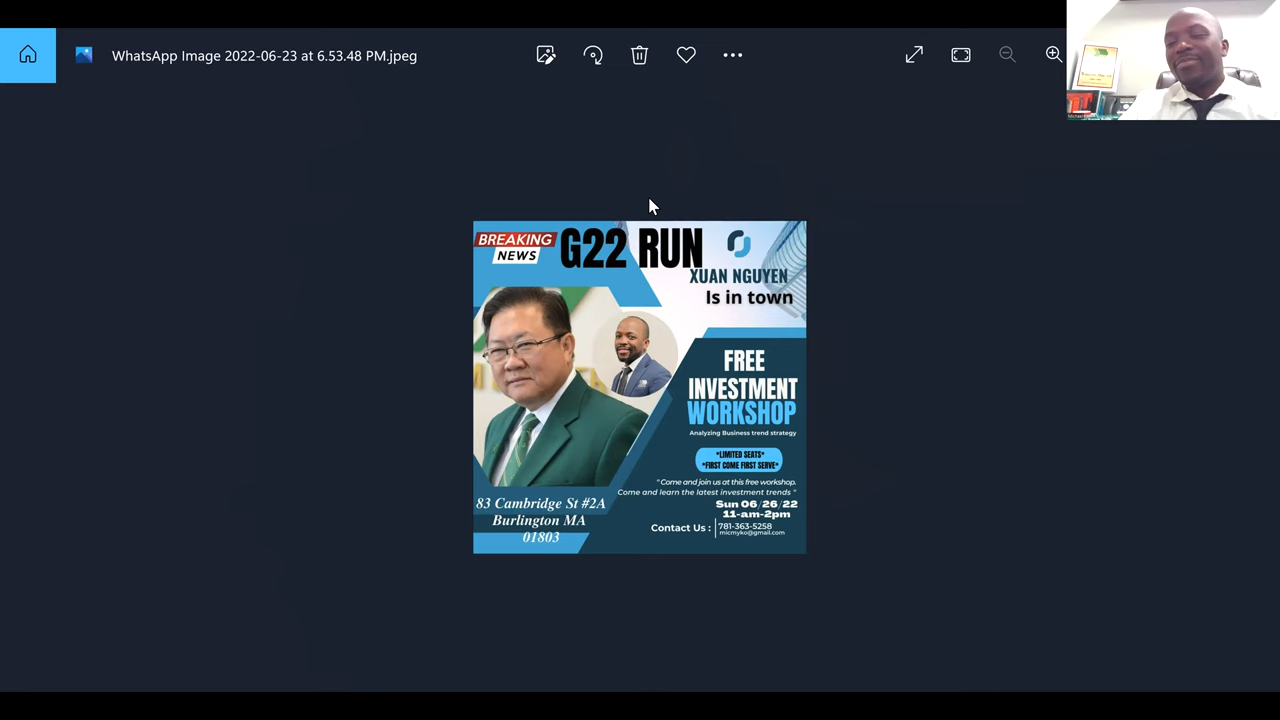 WhatsApp Image 2022-06-23 at 6.53.48 PM.jpeg
BREAKING
NEWS
G22 RUN
XUAN NGUYEN
Is in town
FREE
INVESTMENT
WORKSHOP
Analyzing Business trend strategy
*LIMITED SEATS*
*FIRST COME FIRST SERVE*
" Come and join us at this free workshop.
Come and learn the latest investment trends "
Sun 06/26/22
11-am-2pm
Contact Us :
781-363-5258
micmyko@gmail.com
83 Cambridge St #2A
Burlington MA
01803